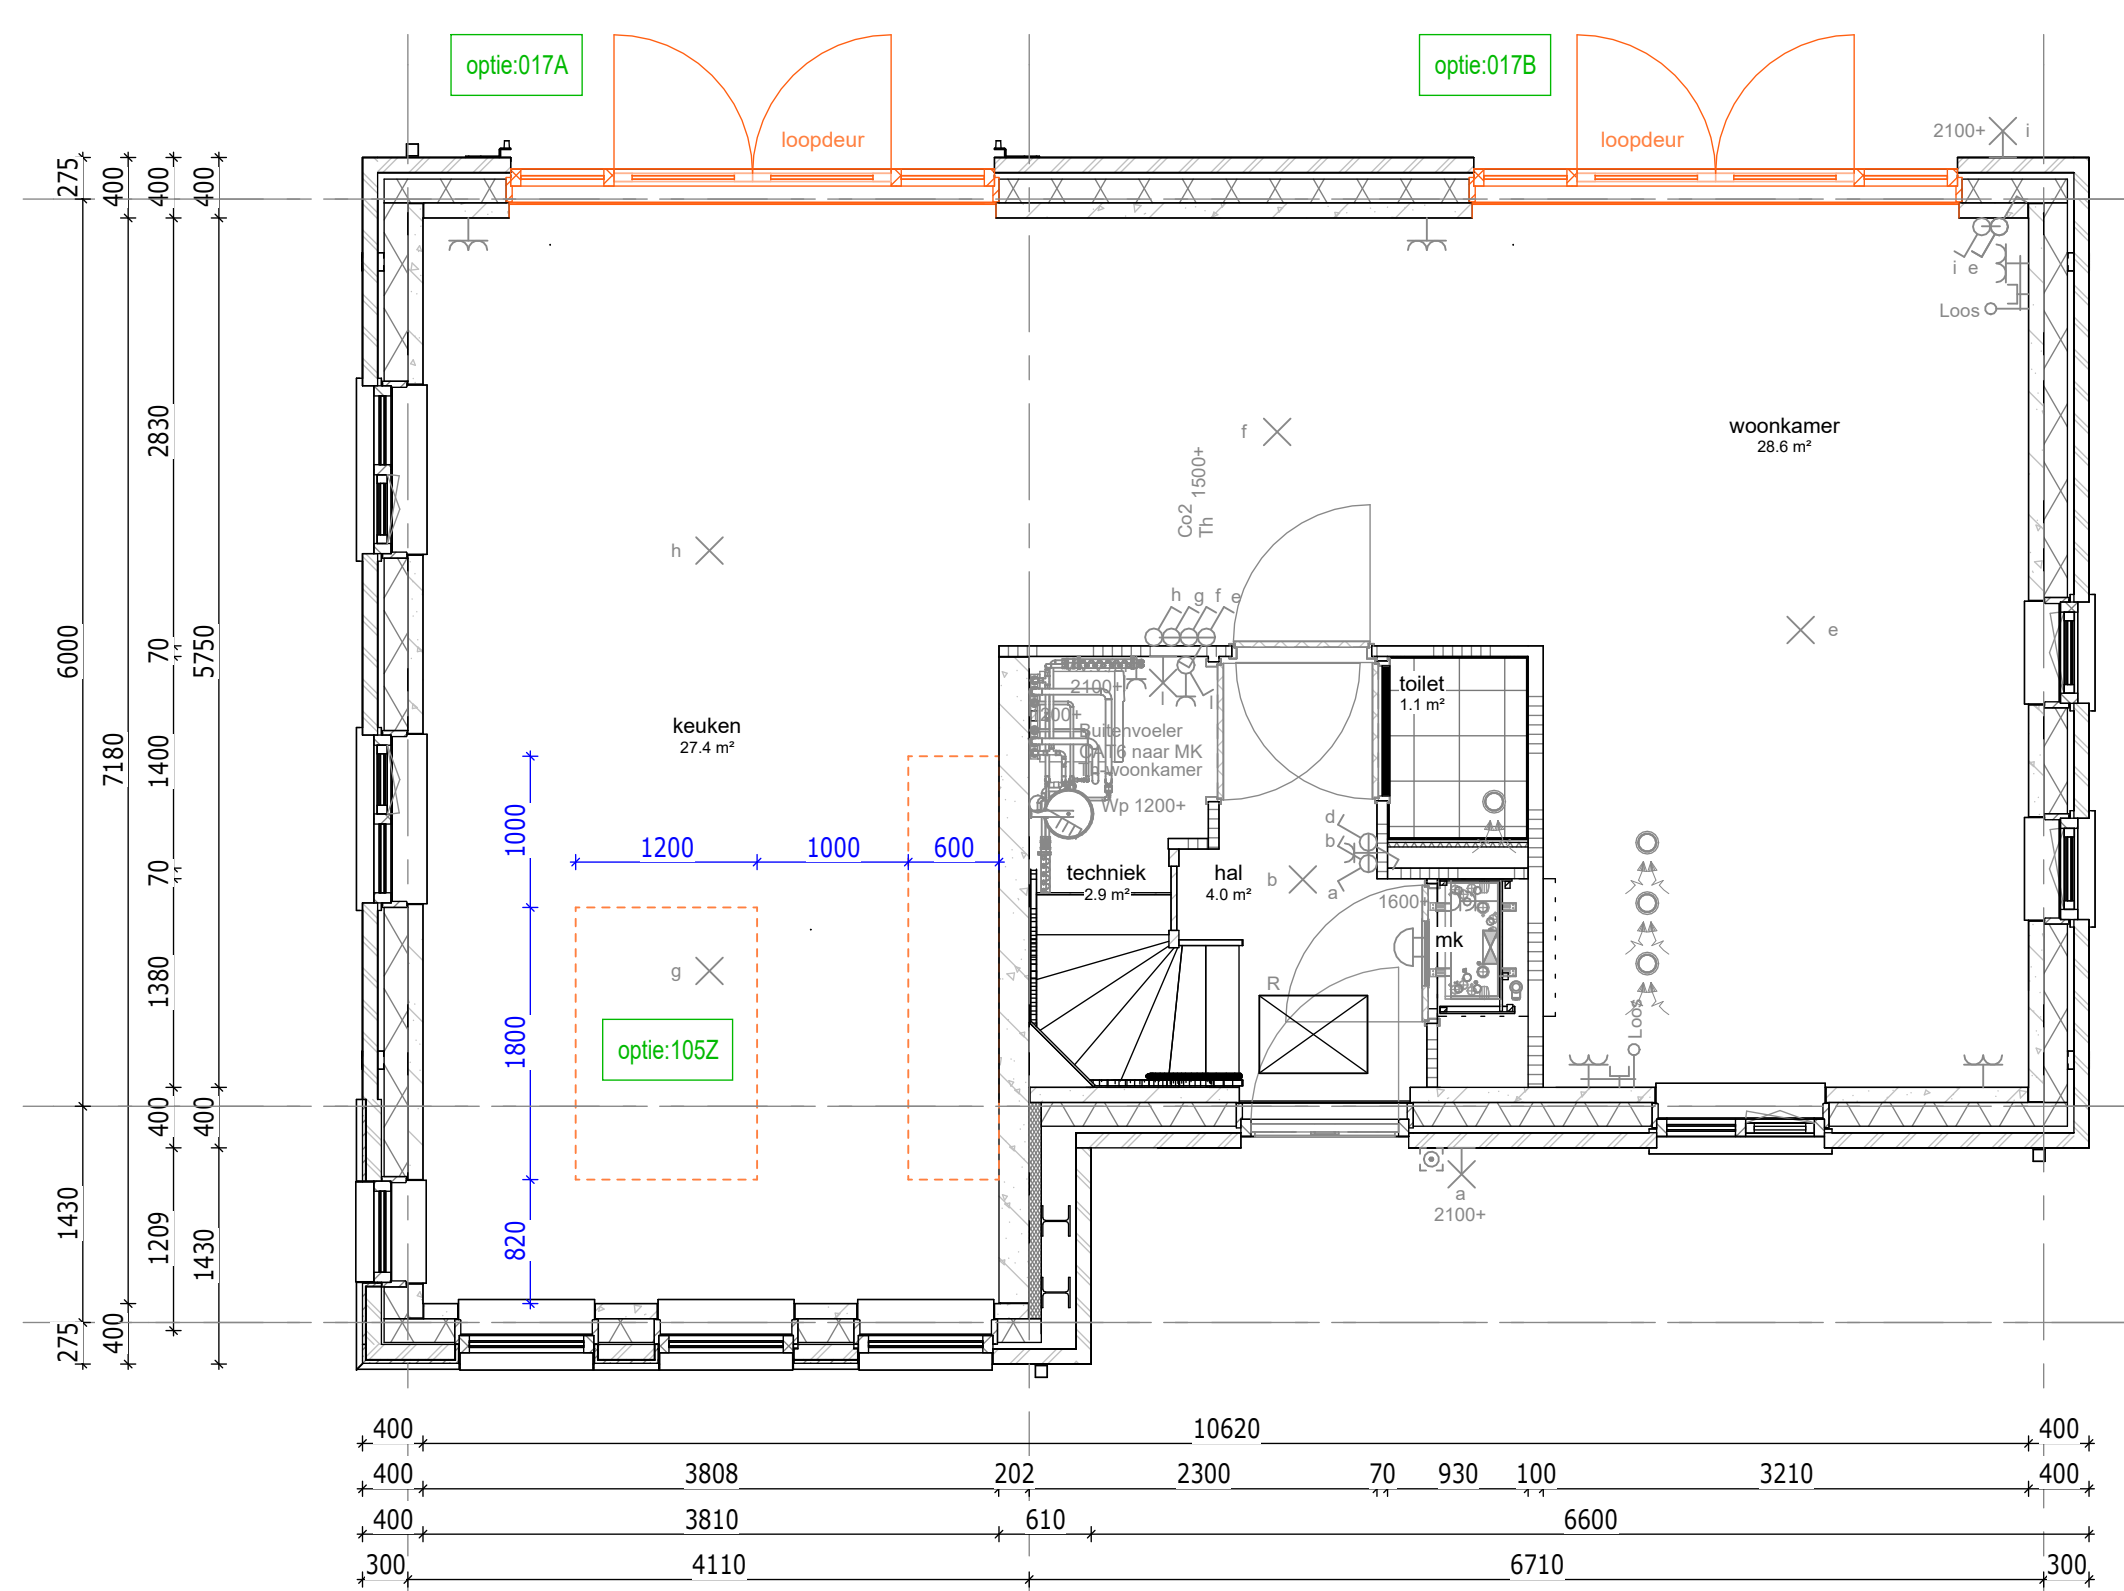 optie:017A
optie:017B
loopdeur
loopdeur
2100+
i
275
400
400
400
i e
Loos
2830
woonkamer
28.6 m²
f
Co2
1500+
Th
h
h g f e
e
6000
70
5750
toilet
1.1 m²
2100+
keuken
27.4 m²
200+
Buitenvoeler
CAT6 naar MK
Th-woonkamer
7180
1400
Wp 1200+
1000
1200
1000
600
d
b
70
techniek
2.9 m²
hal
4.0 m²
b
a
1600+
mk
1380
g
R
optie:105Z
1800
Loos
400
400
a
2100+
1430
1209
1430
820
275
400
400
10620
400
400
3808
202
2300
70
930
100
3210
400
400
3810
610
6600
300
4110
6710
300